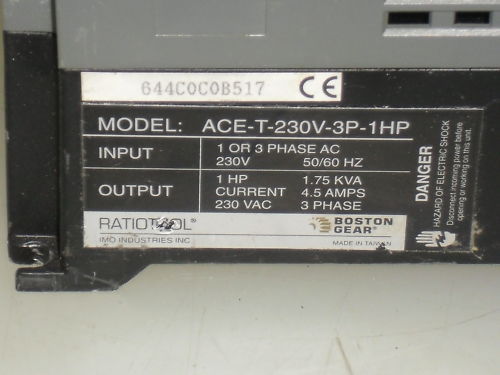 644C0C0B517 CE
MODEL: ACE-T-230V-3P-1HP
INPUT 1 OR 3 PHASE AC
230V 50/60 HZ
OUTPUT 1 HP 1.75 KVA
CURRENT 4.5 AMPS
230 VAC 3 PHASE
RATIOTROL® BOSTON
GEAR®
IMO INDUSTRIES INC MADE IN TAIWAN
DANGER
HAZARD OF ELECTRIC SHOCK
Disconnect incoming power before
opening or working in this unit.